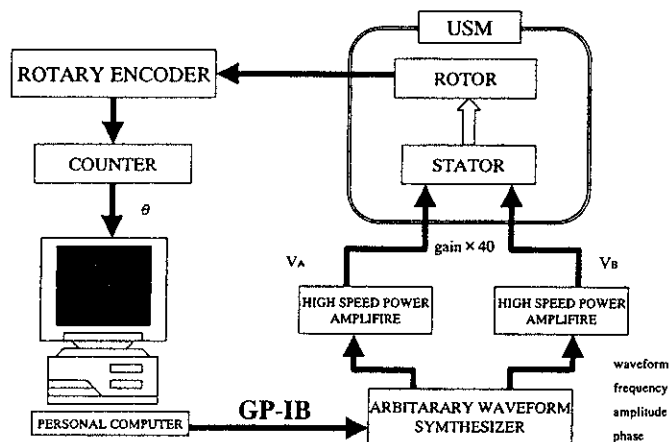 USM
ROTARY ENCODER
ROTOR
COUNTER
STATOR
θ
gain × 40
VA
VB
HIGH SPEED POWER
AMPLIFIRE
HIGH SPEED POWER
AMPLIFIRE
waveform
frequency
amplitude
phase
GP-IB
ARBITARARY WAVEFORM
SYMTHESIZER
PERSONAL COMPUTER